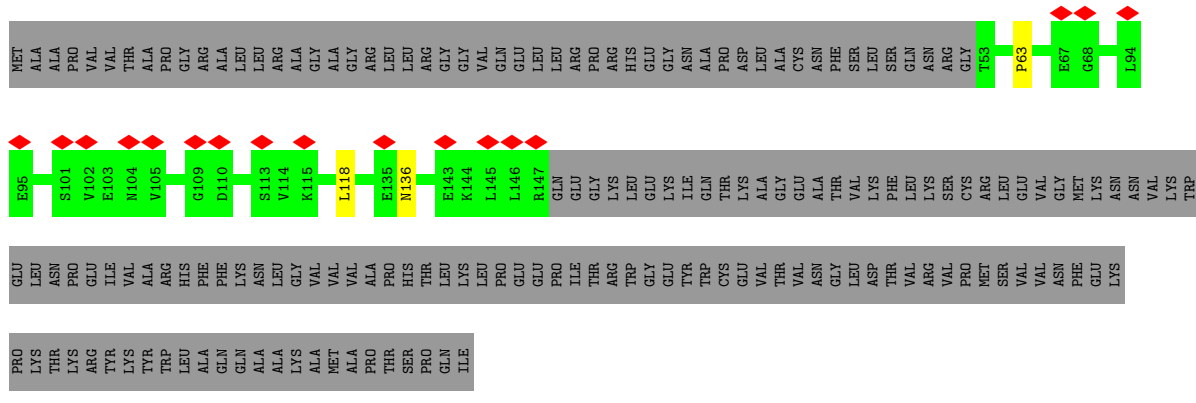 MET ALA ALA PRO VAL VAL THR ALA PRO GLY ARG ALA LEU LEU ARG ALA GLY ALA GLY ARG LEU LEU ARG GLY GLY VAL GLN GLU LEU LEU ARG PRO ARG HIS GLU GLY ASN ALA PRO ASP LEU ALA CYS ASN PHE SER LEU SER GLN ASN ARG GLY T53 P63 E67 G68 L94
E95 S101 V102 E103 N104 V105 G109 D110 S113 V114 K115 L118 E135 N136 E143 K144 L145 L146 R147 GLN GLU GLY LYS LEU GLU LYS ILE GLN THR LYS ALA GLY GLU ALA THR VAL LYS PHE LEU LYS SER CYS ARG LEU GLU VAL GLY MET LYS ASN ASN VAL LYS TRP
GLU LEU ASN PRO GLU ILE VAL ALA ARG HIS PHE PHE LYS ASN LEU GLY VAL VAL VAL ALA PRO HIS THR LEU LYS LEU PRO GLU GLU PRO ILE THR ARG TRP GLY GLU TYR TRP CYS GLU VAL THR VAL ASN GLY LEU ASP THR VAL ARG VAL PRO MET SER VAL VAL ASN PHE GLU LYS
PRO LYS THR LYS ARG TYR LYS TYR TRP LEU ALA GLN GLN ALA ALA LYS ALA MET ALA PRO THR SER PRO GLN ILE